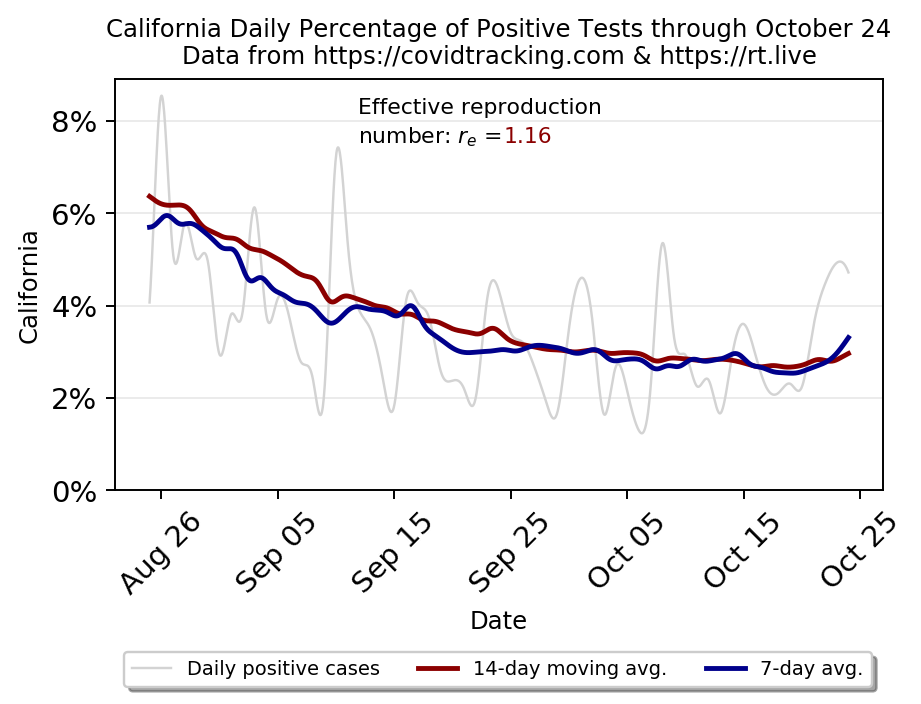 California Daily Percentage of Positive Tests through October 24
Data from https://covidtracking.com & https://rt.live
Effective reproduction
number: rₑ =1.16
8%
6%
4%
2%
0%
California
Aug 26
Sep 05
Sep 15
Sep 25
Oct 05
Oct 15
Oct 25
Date
Daily positive cases
14-day moving avg.
7-day avg.